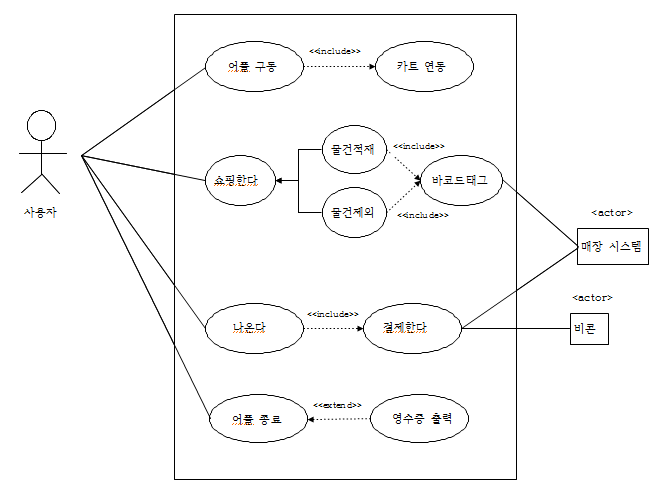 <<include>>
어플 구동
카트 연동
물건적재
<<include>>
쇼핑한다
바코드태그
물건제외
<<include>>
사용자
<actor>
매장 시스템
<actor>
<<include>>
나온다
결제한다
비콘
<<extend>>
어플 종료
영수증 출력